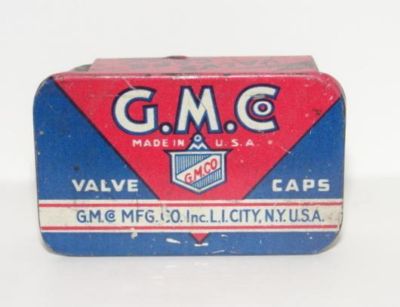 G.M.Co
MADE IN U.S.A.
G.M.CO
VALVE CAPS
G.M.Co MFG. CO. Inc. L.I. CITY, N.Y. U.S.A.